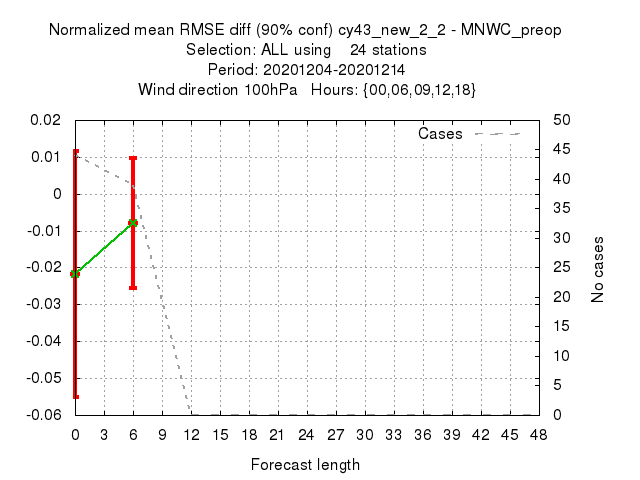 Normalized mean RMSE diff (90% conf) cy43_new_2_2 - MNWC_preop
Selection: ALL using    24 stations
Period: 20201204-20201214
Wind direction 100hPa   Hours: {00,06,09,12,18}
0.02
0.01
0
-0.01
-0.02
-0.03
-0.04
-0.05
-0.06
Cases
50
45
40
35
30
25
20
15
10
5
0
No cases
0 3 6 9 12 15 18 21 24 27 30 33 36 39 42 45 48
Forecast length